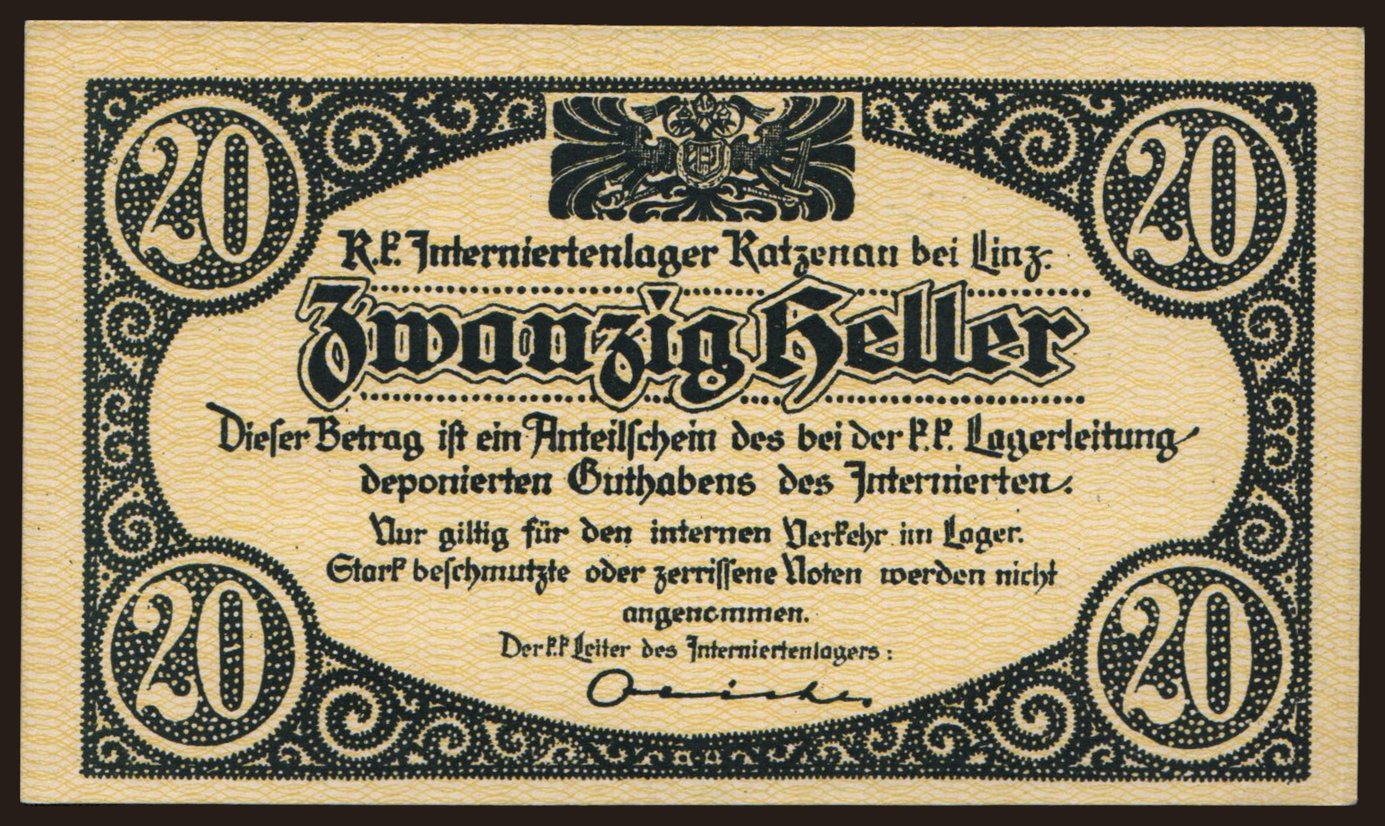 20 20
K.k. Interniertenlager Katzenau bei Linz.
Zwanzig Heller
Dieser Betrag ist ein Anteilschein des bei der k.k. Lagerleitung
deponierten Guthabens des Internierten.
Nur giltig für den internen Verkehr im Lager.
Stark beschmutzte oder zerrissene Noten werden nicht
angenommen.
Der k.k Leiter des Interniertenlagers:
20 20